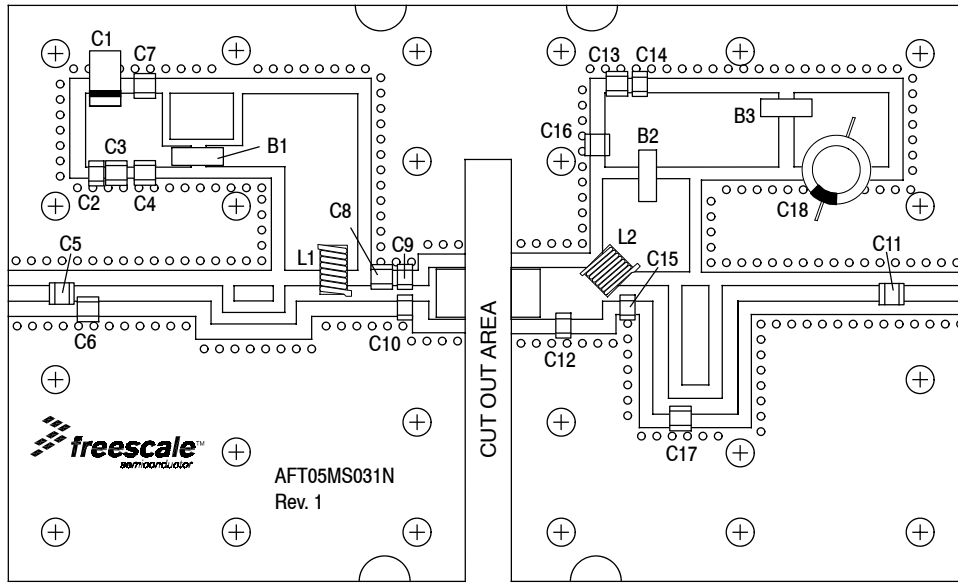 C1
C7
C13 C14
B3
C3
B1
C16
B2
C2
C4
C18
C8
C5
L1
C9
L2
C15
C11
C6
C10
C12
CUT OUT AREA
C17
freescale™
semiconductor
AFT05MS031N
Rev. 1